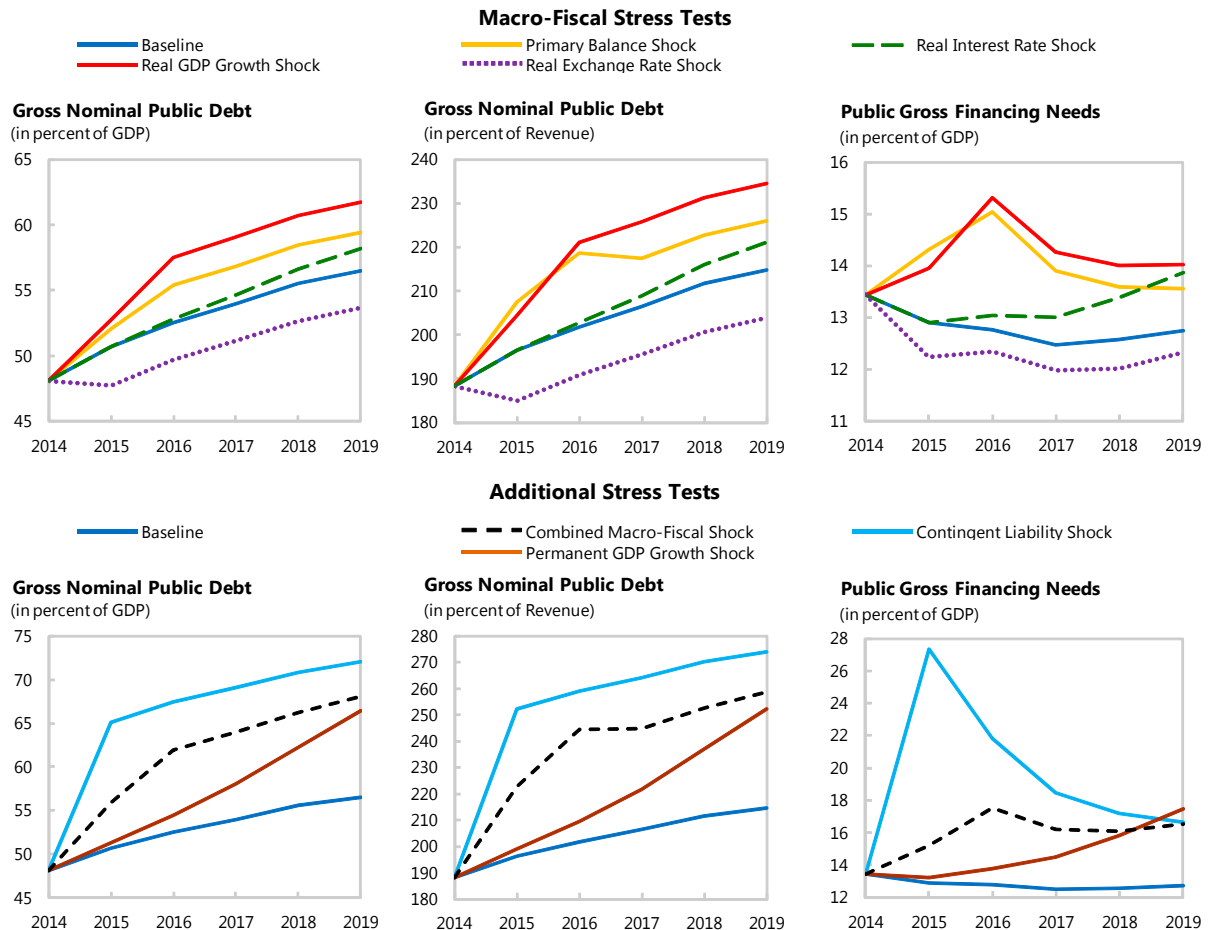 Macro-Fiscal Stress Tests
Baseline
Primary Balance Shock
Real Interest Rate Shock
Real GDP Growth Shock
Real Exchange Rate Shock
Gross Nominal Public Debt
(in percent of GDP)
65
60
55
50
45
2014 2015 2016 2017 2018 2019
Gross Nominal Public Debt
(in percent of Revenue)
240
230
220
210
200
190
180
2014 2015 2016 2017 2018 2019
Public Gross Financing Needs
(in percent of GDP)
16
15
14
13
12
11
2014 2015 2016 2017 2018 2019
Additional Stress Tests
Baseline
Combined Macro-Fiscal Shock
Contingent Liability Shock
Permanent GDP Growth Shock
Gross Nominal Public Debt
(in percent of GDP)
75
70
65
60
55
50
45
2014 2015 2016 2017 2018 2019
Gross Nominal Public Debt
(in percent of Revenue)
280
270
260
250
240
230
220
210
200
190
180
2014 2015 2016 2017 2018 2019
Public Gross Financing Needs
(in percent of GDP)
28
26
24
22
20
18
16
14
12
2014 2015 2016 2017 2018 2019